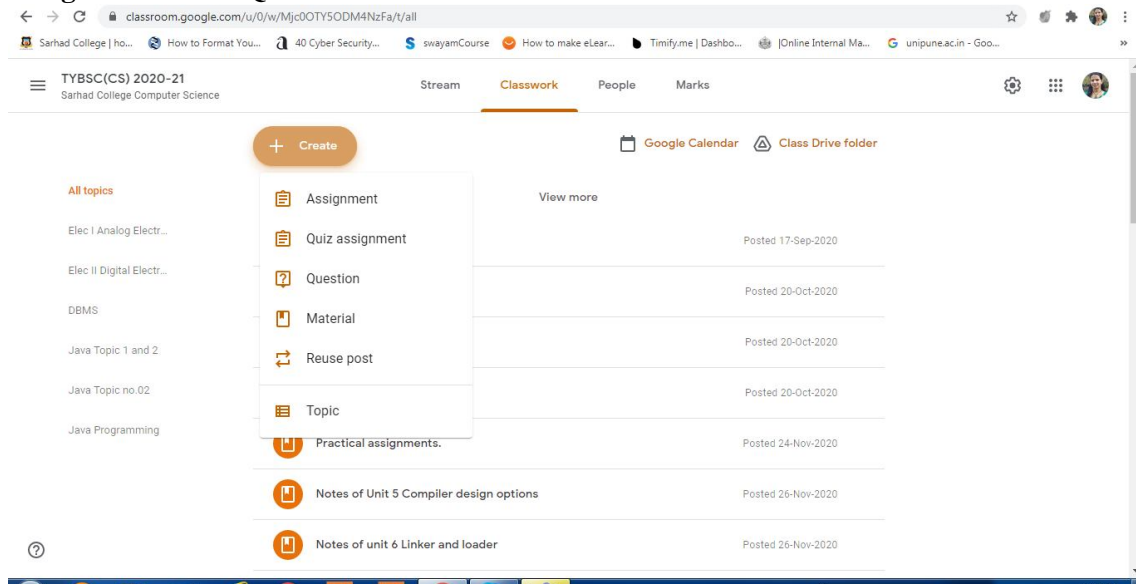 classroom.google.com/u/0/w/Mjc0OTY5ODM4NzFa/t/all
Sarhad College | ho... How to Format You... 40 Cyber Security... swayamCourse How to make eLear... Timify.me | Dashbo... |Online Internal Ma... unipune.ac.in - Goo... »
TYBSC(CS) 2020-21
Sarhad College Computer Science
Stream Classwork People Marks
+ Create
Google Calendar Class Drive folder
All topics
Elec I Analog Electr...
Elec II Digital Electr...
DBMS
Java Topic 1 and 2
Java Topic no.02
Java Programming
Assignment
Quiz assignment
Question
Material
Reuse post
Topic
View more
Posted 17-Sep-2020
Posted 20-Oct-2020
Posted 20-Oct-2020
Posted 20-Oct-2020
Practical assignments. Posted 24-Nov-2020
Notes of Unit 5 Compiler design options Posted 26-Nov-2020
Notes of unit 6 Linker and loader Posted 26-Nov-2020